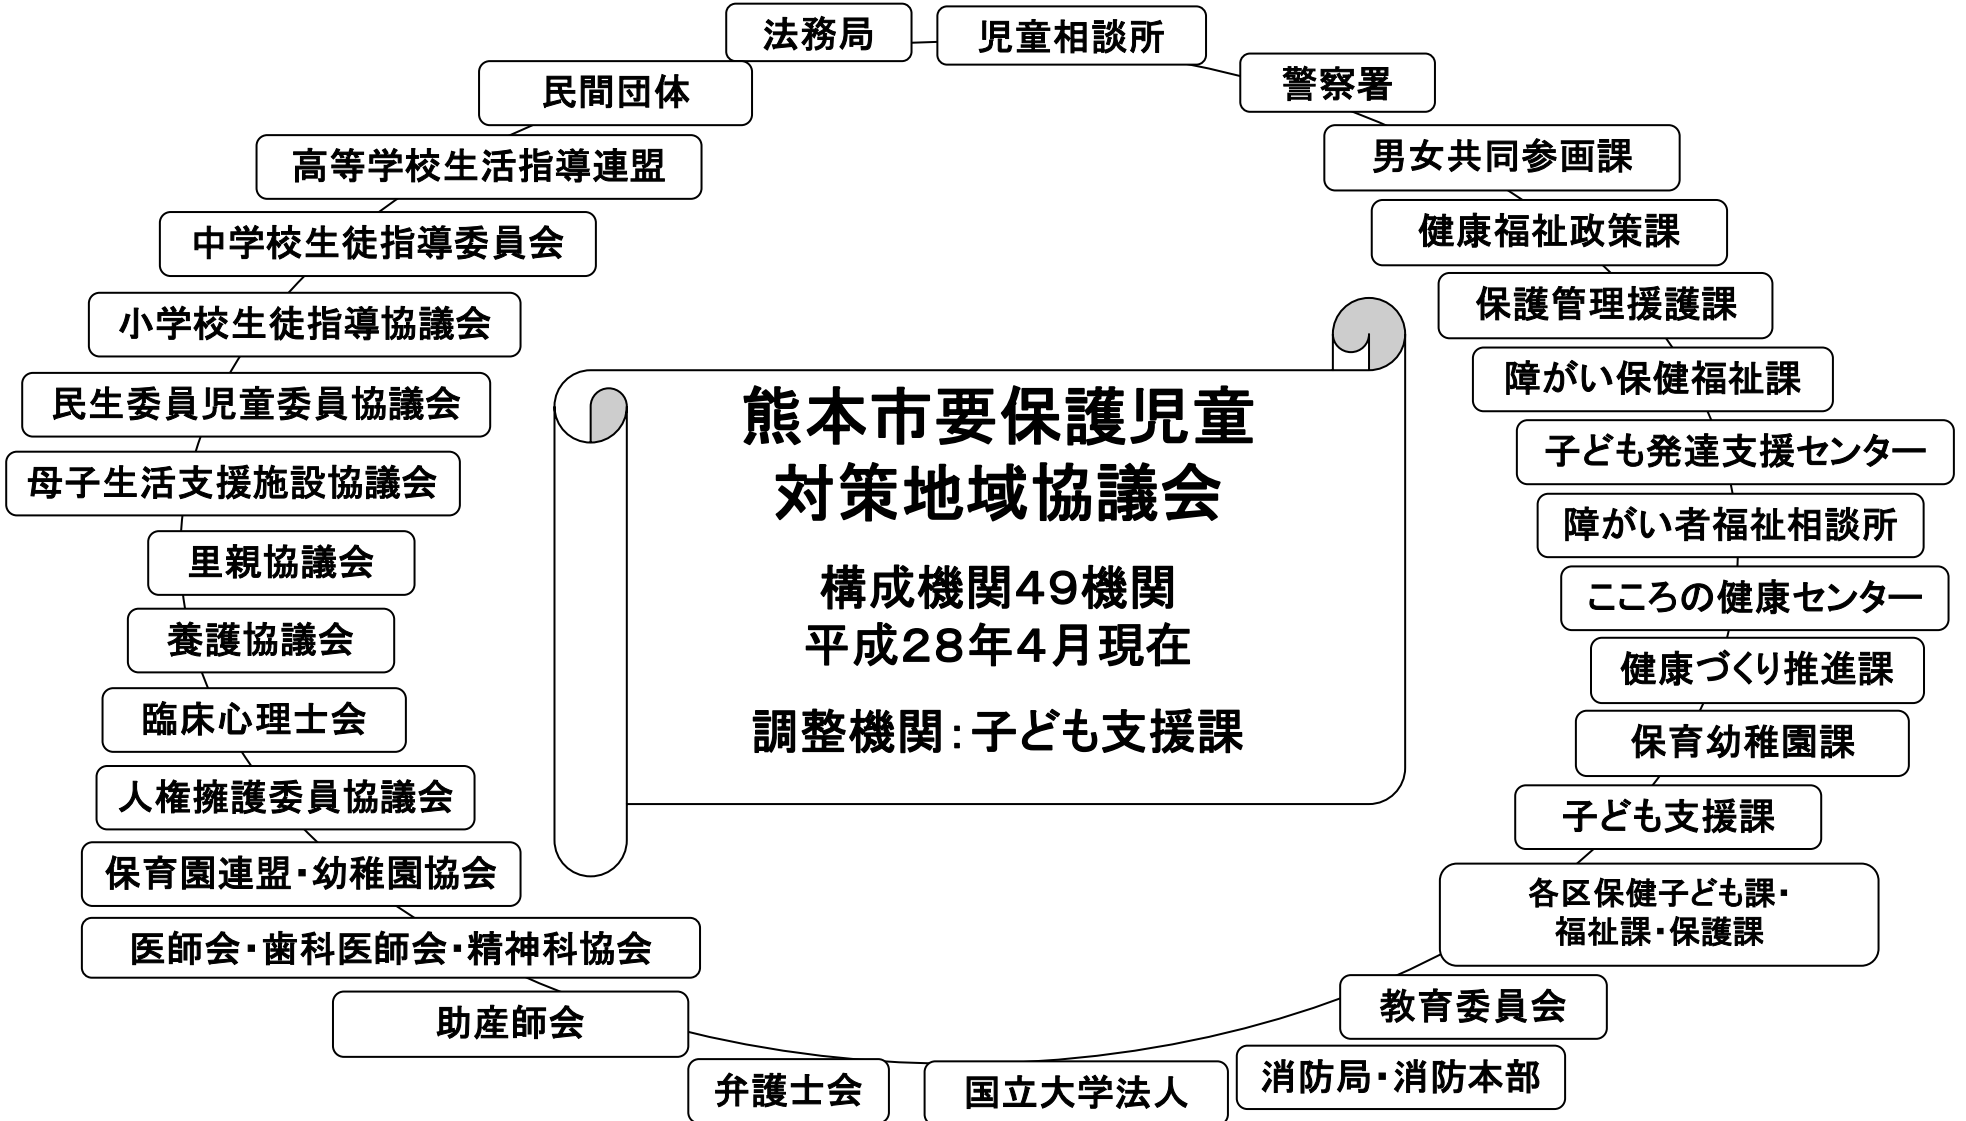 法務局
児童相談所
警察署
男女共同参画課
健康福祉政策課
保護管理援護課
障がい保健福祉課
子ども発達支援センター
障がい者福祉相談所
こころの健康センター
健康づくり推進課
保育幼稚園課
子ども支援課
各区保健子ども課・
福祉課・保護課
教育委員会
消防局・消防本部
国立大学法人
弁護士会
助産師会
医師会・歯科医師会・精神科協会
保育園連盟・幼稚園協会
人権擁護委員協議会
臨床心理士会
養護協議会
里親協議会
母子生活支援施設協議会
民生委員児童委員協議会
小学校生徒指導協議会
中学校生徒指導委員会
高等学校生活指導連盟
民間団体
熊本市要保護児童
対策地域協議会
構成機関49機関
平成28年4月現在
調整機関：子ども支援課